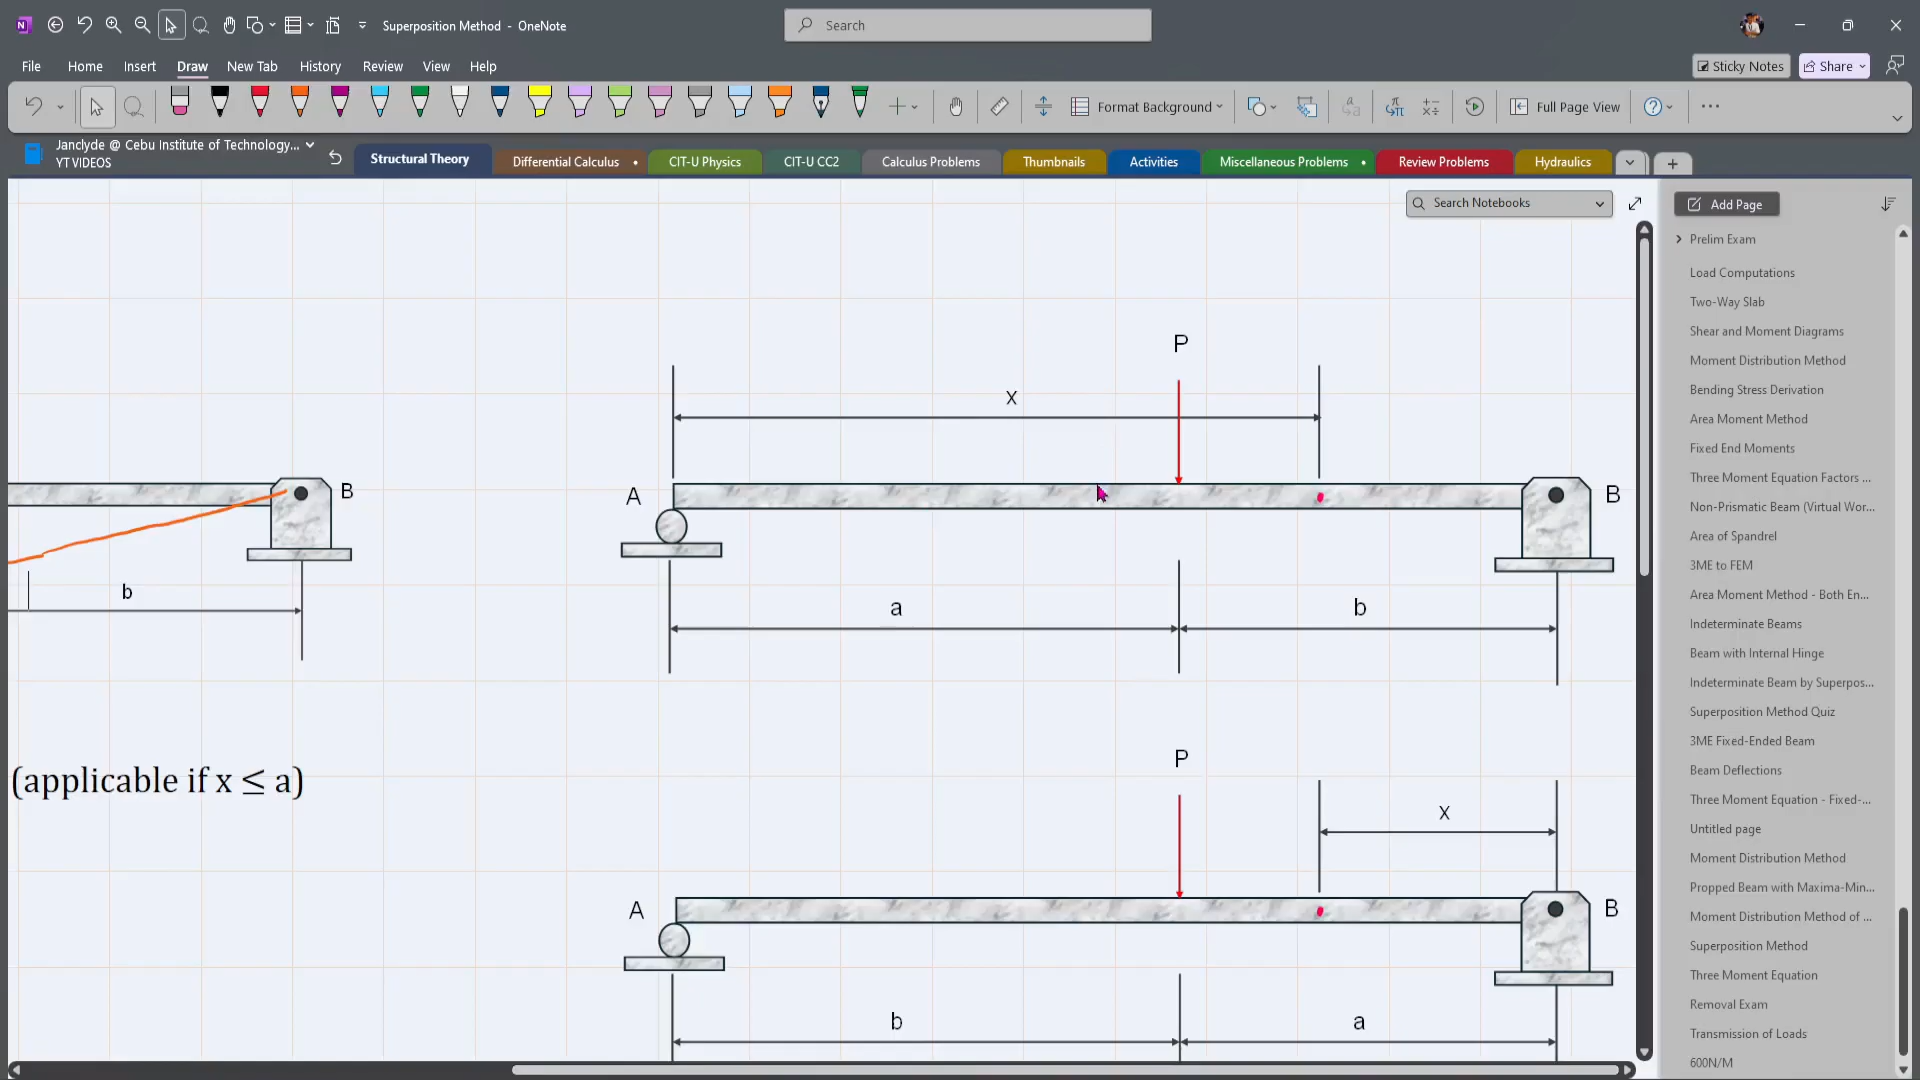 Superposition Method - OneNote
Search
File Home Insert Draw New Tab History Review View Help
Sticky Notes Share
Format Background Full Page View
Janclyde @ Cebu Institute of Technology...
YT VIDEOS
Structural Theory Differential Calculus CIT-U Physics CIT-U CC2 Calculus Problems Thumbnails Activities Miscellaneous Problems Review Problems Hydraulics
Search Notebooks
Add Page
Prelim Exam
Load Computations
Two-Way Slab
Shear and Moment Diagrams
Moment Distribution Method
Bending Stress Derivation
Area Moment Method
Fixed End Moments
Three Moment Equation Factors ...
Non-Prismatic Beam (Virtual Wor...
Area of Spandrel
3ME to FEM
Area Moment Method - Both En...
Indeterminate Beams
Beam with Internal Hinge
Indeterminate Beam by Superpos...
Superposition Method Quiz
3ME Fixed-Ended Beam
Beam Deflections
Three Moment Equation - Fixed-...
Untitled page
Moment Distribution Method
Propped Beam with Maxima-Min...
Moment Distribution Method of ...
Superposition Method
Three Moment Equation
Removal Exam
Transmission of Loads
600N/M
P
x
B
A
B
b
a
b
(applicable if x ≤ a)
P
x
A
B
b
a